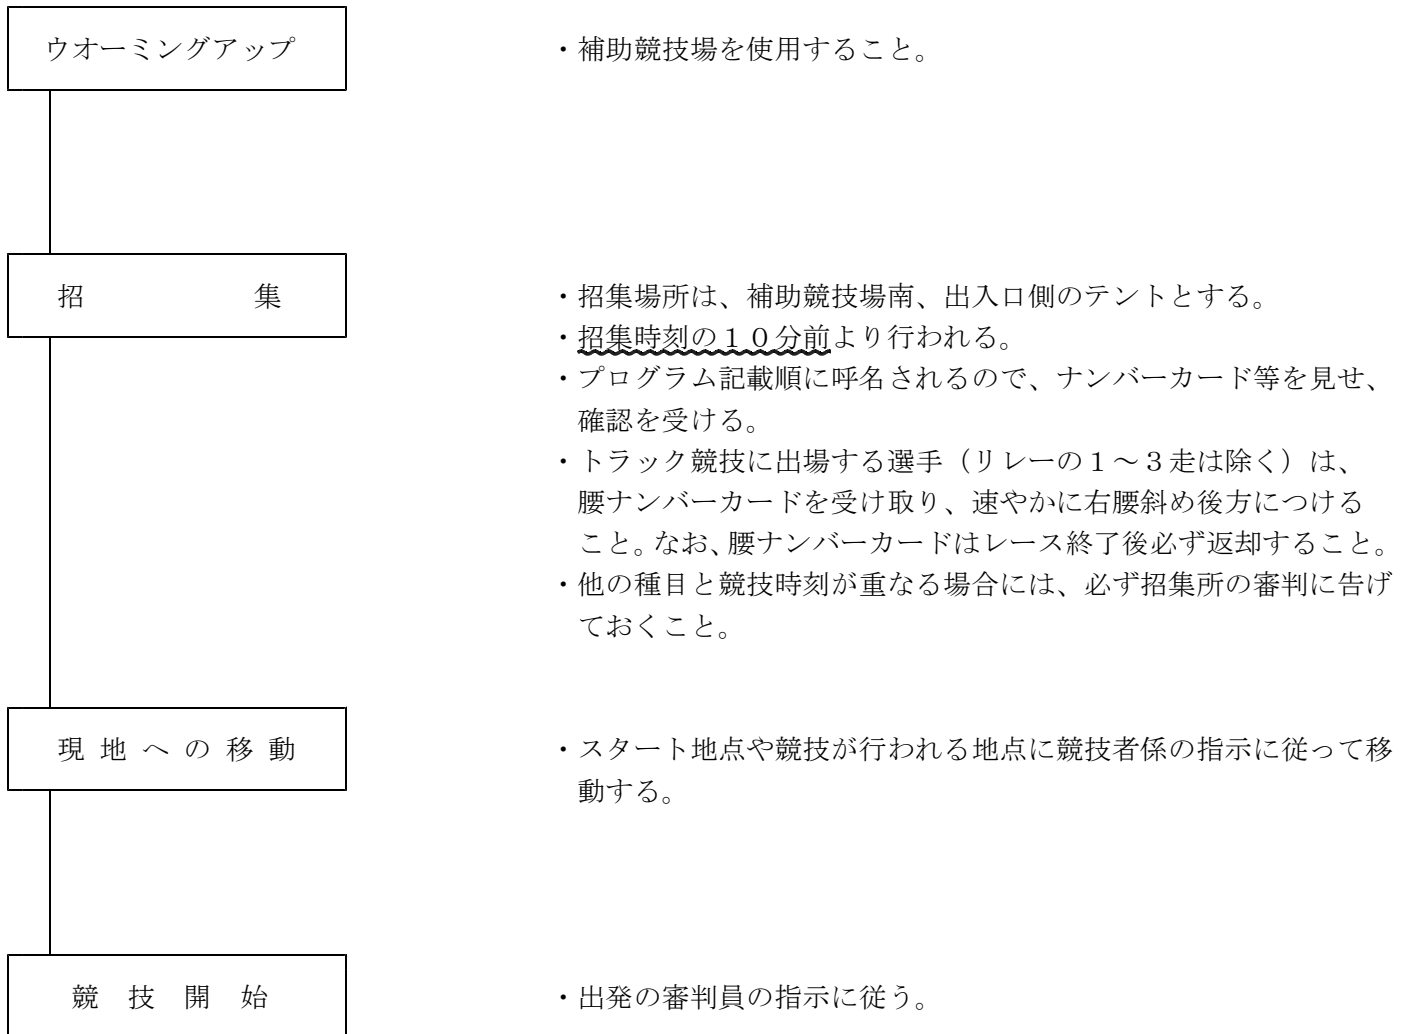 ウオーミングアップ
・補助競技場を使用すること。
招集
・招集場所は、補助競技場南、出入口側のテントとする。
・招集時刻の１０分前より行われる。
・プログラム記載順に呼名されるので、ナンバーカード等を見せ、
確認を受ける。
・トラック競技に出場する選手（リレーの１～３走は除く）は、
腰ナンバーカードを受け取り、速やかに右腰斜め後方につける
こと。なお、腰ナンバーカードはレース終了後必ず返却すること。
・他の種目と競技時刻が重なる場合には、必ず招集所の審判に告げ
ておくこと。
現地への移動
・スタート地点や競技が行われる地点に競技者係の指示に従って移
動する。
競技開始
・出発の審判員の指示に従う。